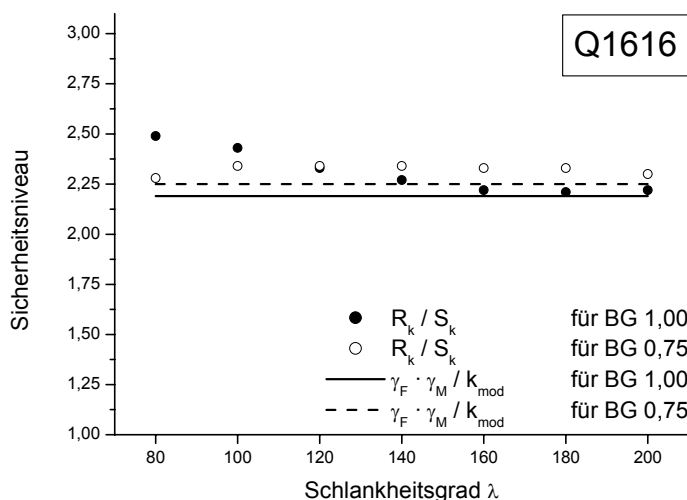 Q1616
3,00
2,75
2,50
2,25
2,00
1,75
1,50
1,25
1,00
Sicherheitsniveau
R_k / S_k für BG 1,00
R_k / S_k für BG 0,75
γ_F · γ_M / k_mod für BG 1,00
γ_F · γ_M / k_mod für BG 0,75
80 100 120 140 160 180 200
Schlankheitsgrad λ